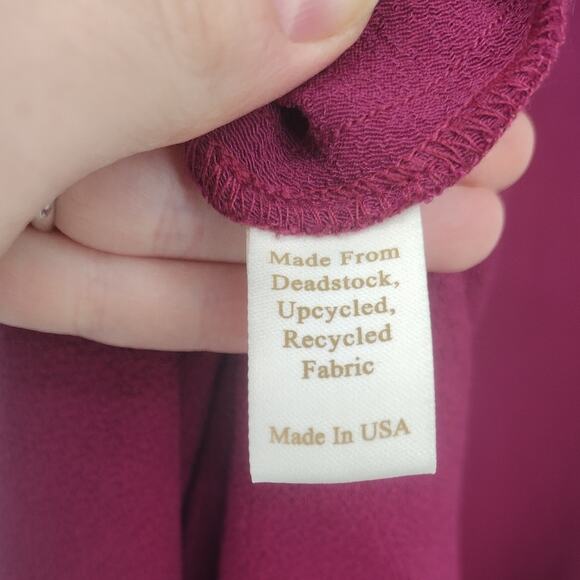 Made From
Deadstock,
Upcycled,
Recycled
Fabric
Made In USA